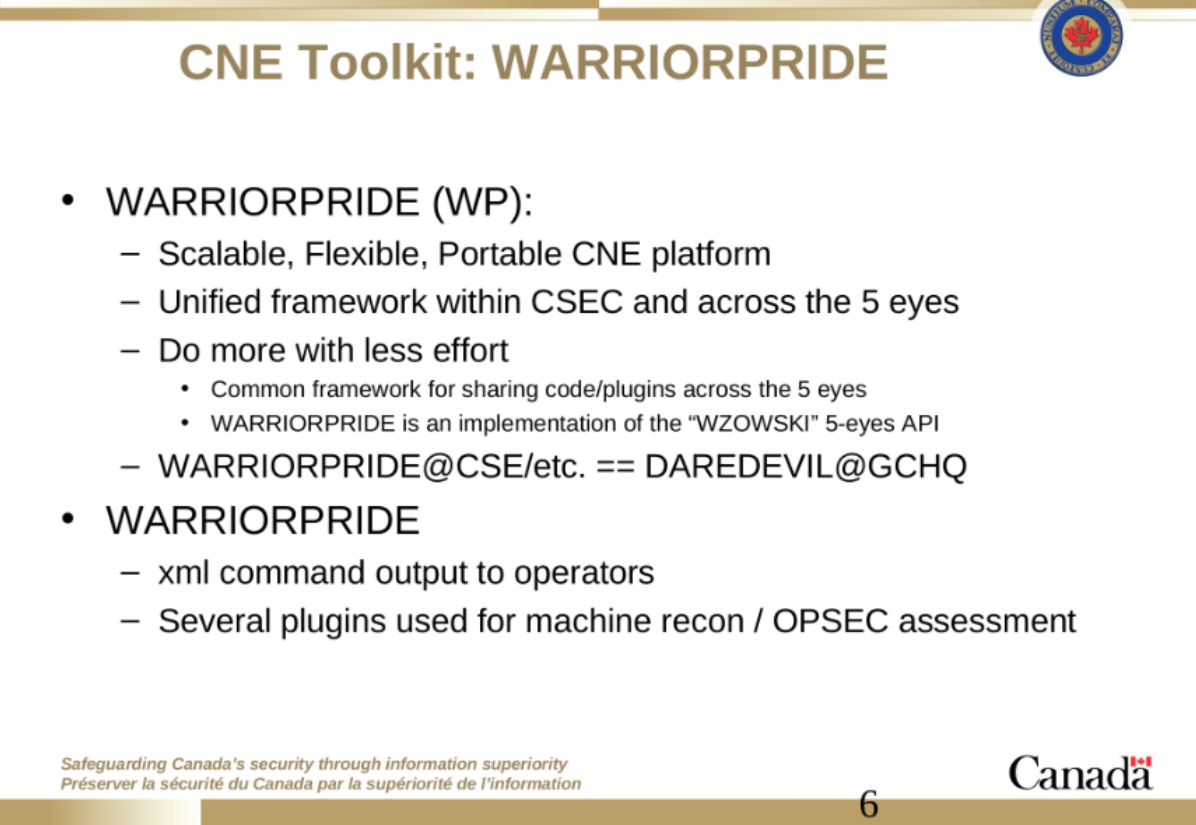 CNE Toolkit: WARRIORPRIDE
• WARRIORPRIDE (WP):
– Scalable, Flexible, Portable CNE platform
– Unified framework within CSEC and across the 5 eyes
– Do more with less effort
• Common framework for sharing code/plugins across the 5 eyes
• WARRIORPRIDE is an implementation of the “WZOWSKI” 5-eyes API
– WARRIORPRIDE@CSE/etc. == DAREDEVIL@GCHQ
• WARRIORPRIDE
– xml command output to operators
– Several plugins used for machine recon / OPSEC assessment
Safeguarding Canada’s security through information superiority
Préserver la sécurité du Canada par la supériorité de l’information
Canada
6